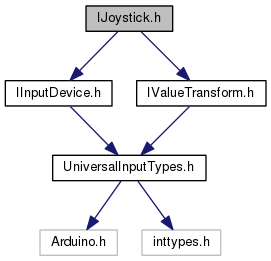 IJoystick.h
IInputDevice.h
IValueTransform.h
UniversalInputTypes.h
Arduino.h
inttypes.h